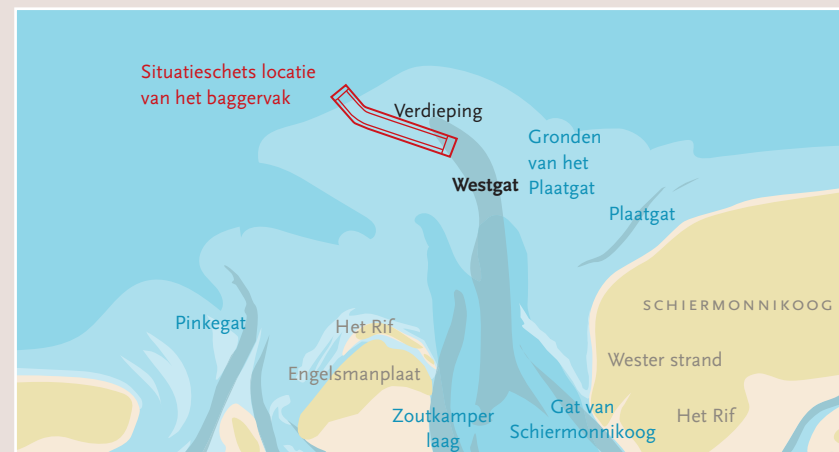 Situatieschets locatie
van het baggervak
Verdieping
Gronden
van het
Plaatgat
Westgat
Plaatgat
SCHIERMONNIKOOG
Pinkegat
Het Rif
Wester strand
Engelsmanplaat
Zoutkamper
laag
Gat van
Schiermonnikoog
Het Rif